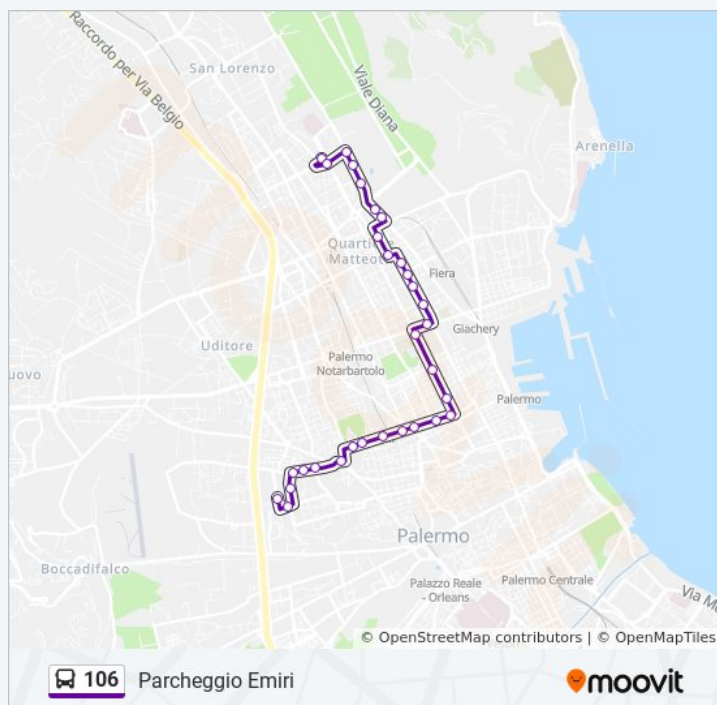 Raccordo per Via Belgio
San Lorenzo
Viale Diana
Arenella
Quartiere
Matteotti
Fiera
Giachery
Uditore
Palermo
Notarbartolo
uovo
Palermo
Palermo
Boccadifalco
Palazzo Reale
- Orleans
Palermo Centrale
Via Me
© OpenStreetMap contributors | © OpenMapTiles
106 Parcheggio Emiri
moovit